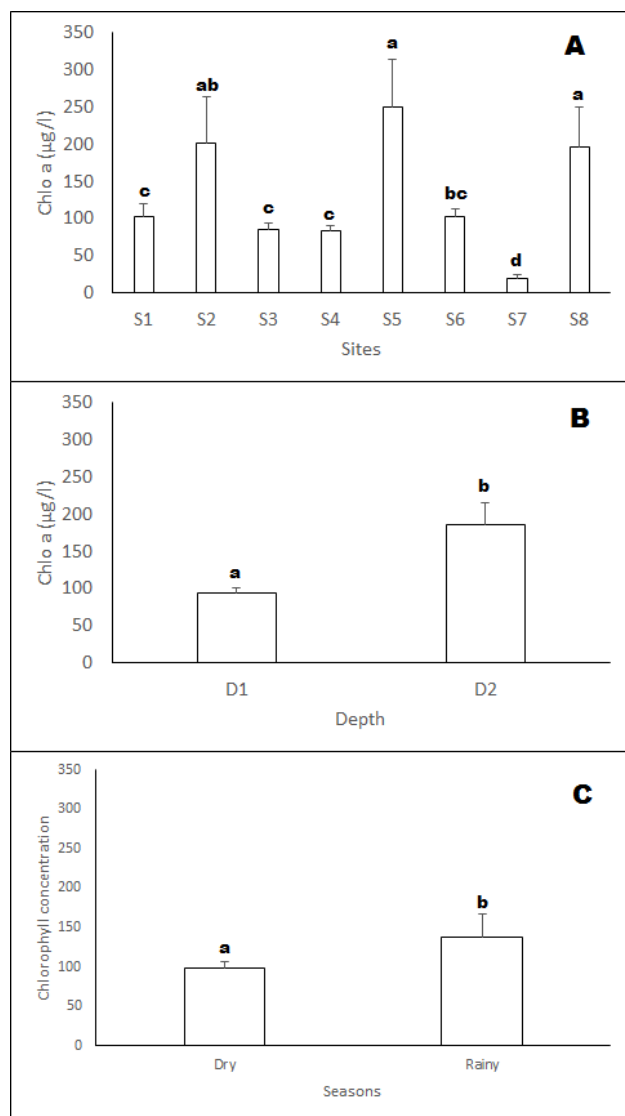 A
350
300
250
200
150
100
50
0
Chlo a (µg/l)
c
ab
c
c
a
bc
d
a
S1 S2 S3 S4 S5 S6 S7 S8
Sites
B
350
300
250
200
150
100
50
0
Chlo a (µg/l)
a
b
D1 D2
Depth
C
350
300
250
200
150
100
50
0
Chlorophyll concentration
a
b
Dry Rainy
Seasons